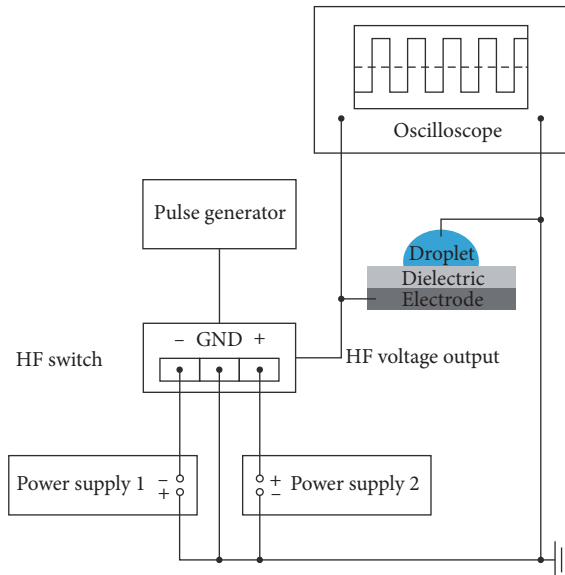 Oscilloscope
Pulse generator
Droplet
Dielectric
Electrode
− GND +
HF switch
HF voltage output
Power supply 1
−
+
+
−
Power supply 2